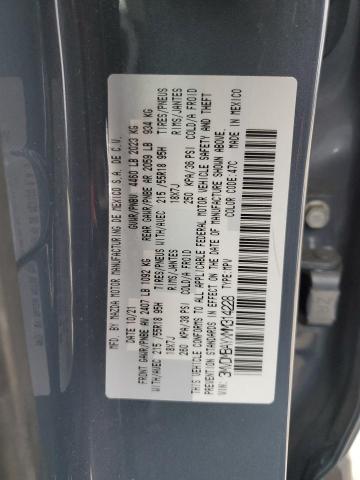 MFD. BY MAZDA MOTOR MANUFACTURING
DE MEXICO S.A. DE C.V.
DATE: 10/21 GVWR/PNBV 4460 LB 2023 KG
FRONT GAWR/PNBE AV 2407 LB 1092 KG REAR GAWR/PNBE AR 2059 LB 934 KG
WITH/AVEC 215 /55R18 95H TIRES/PNEUS WITH/AVEC 215 /55R18 95H TIRES/PNEUS
18X7J RIMS/JANTES 18X7J RIMS/JANTES
250 KPA/36 PSI COLD/A FROID 250 KPA/36 PSI COLD/A FROID
THIS VEHICLE CONFORMS TO ALL APPLICABLE FEDERAL MOTOR VEHICLE SAFETY AND THEFT
PREVENTION STANDARDS IN EFFECT ON THE DATE OF MANUFACTURE SHOWN ABOVE.
VIN: TYPE: MPV COLOR CODE: 47C MADE IN MEXICO